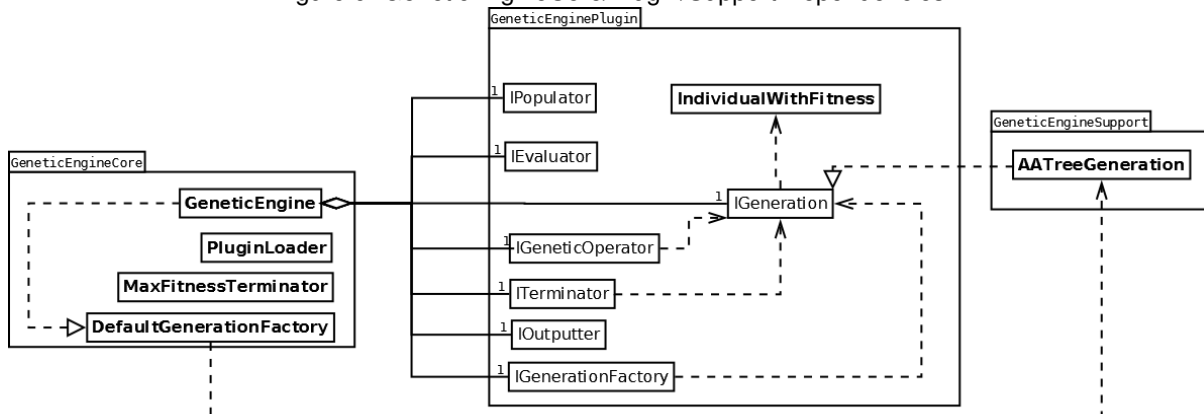 GeneticEnginePlugin
1 IPopulator
IndividualWithFitness
GeneticEngineSupport
1 IEvaluator
AATreeGeneration
GeneticEngineCore
GeneticEngine
1 IGeneration
PluginLoader
1 IGeneticOperator
MaxFitnessTerminator
1 ITerminator
DefaultGenerationFactory
1 IOutputter
1 IGenerationFactory